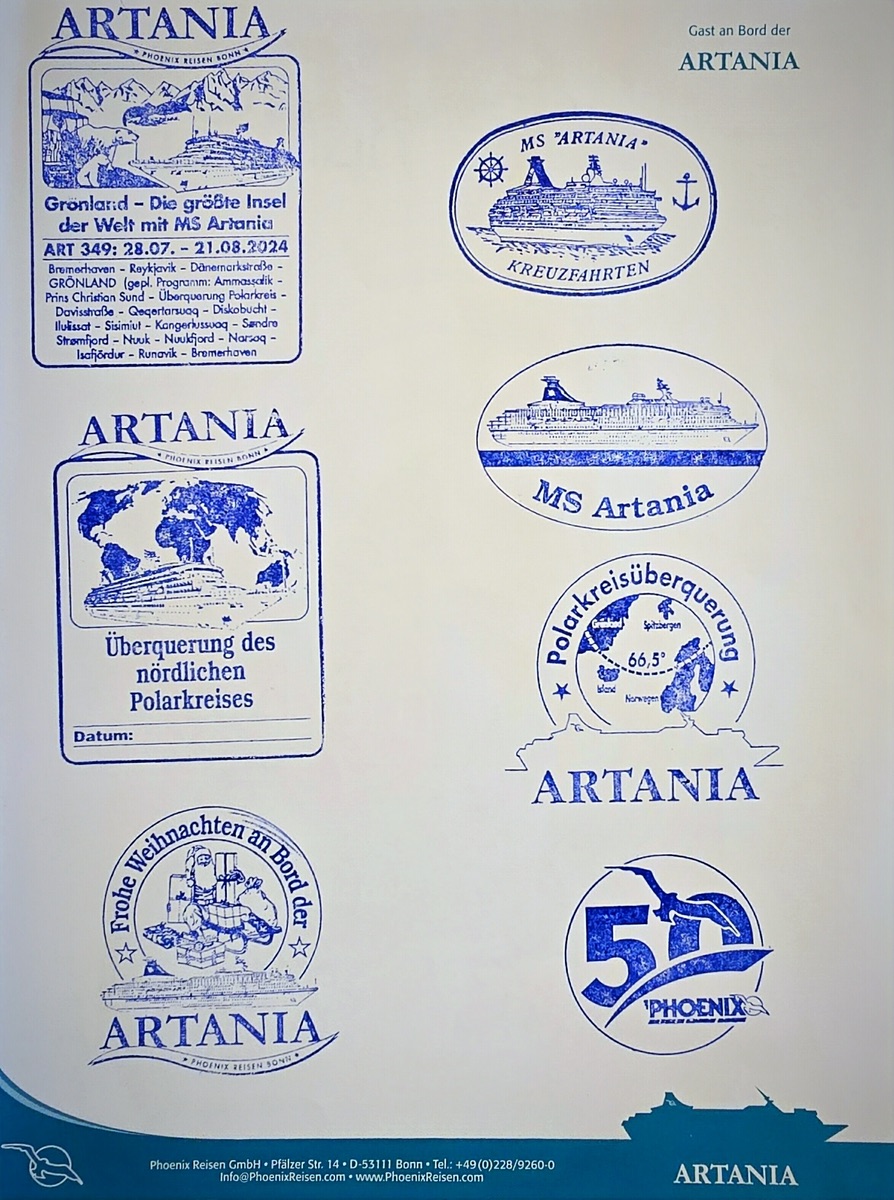 ARTANIA
PHOENIX REISEN BONN
Grönland – Die größte Insel
der Welt mit MS Artania
ART 349: 28.07. – 21.08.2024
Bremerhaven – Reykjavik – Dänemarkstraße –
GRÖNLAND (gepl. Programm: Ammassalik –
Prins Christian Sund – Überquerung Polarkreis –
Davisstraße – Qeqertarsuaq – Diskobucht –
Ilulissat – Sisimiut – Kangerlussuaq – Søndre
Strømfjord – Nuuk – Nuukfjord – Narsaq –
Isafjördur – Runavik – Bremerhaven
ARTANIA
PHOENIX REISEN BONN
Überquerung des
nördlichen
Polarkreises
Datum:
Frohe Weihnachten an Bord der
ARTANIA
PHOENIX REISEN BONN
Gast an Bord der
ARTANIA
MS "ARTANIA"
KREUZFAHRTEN
MS Artania
Polarkreisüberquerung
Grönland
Spitzbergen
66,5°
Island
Norwegen
ARTANIA
50
PHOENIX
Phoenix Reisen GmbH • Pfälzer Str. 14 • D-53111 Bonn • Tel.: +49(0)228/9260-0
Info@PhoenixReisen.com • www.PhoenixReisen.com
ARTANIA